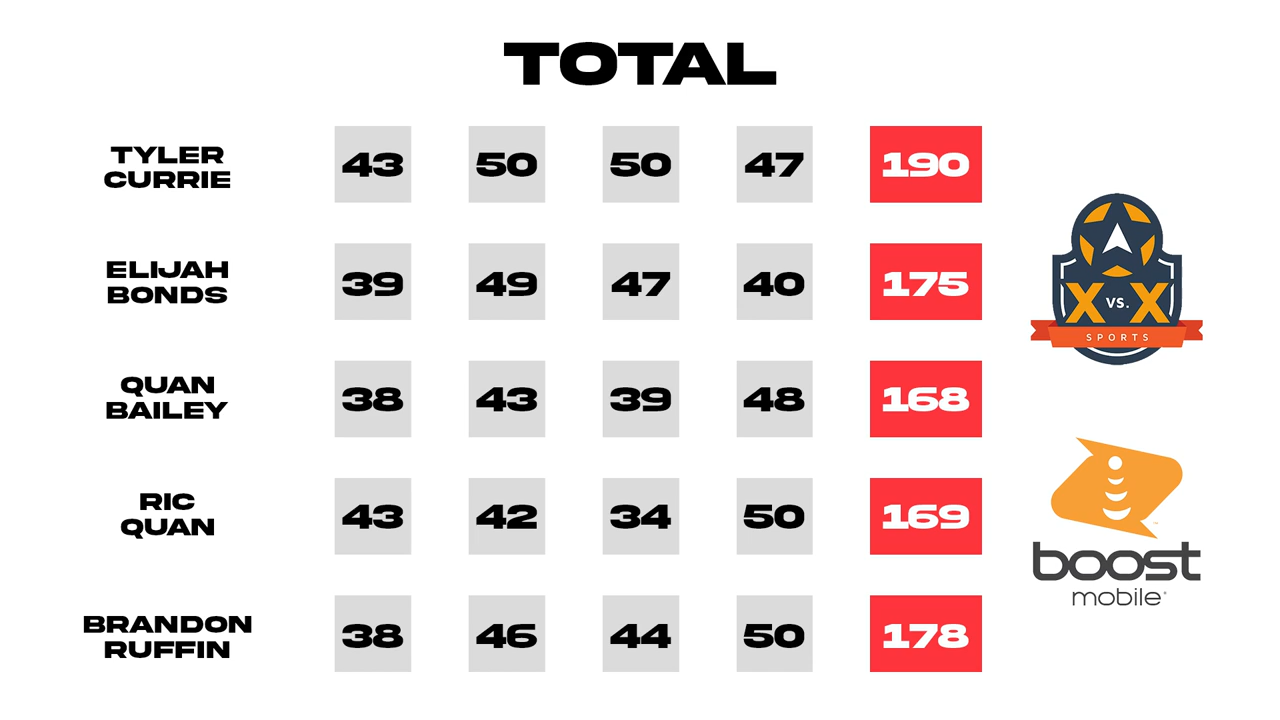 TOTAL
TYLER
CURRIE
43 50 50 47 190
ELIJAH
BONDS
39 49 47 40 175
QUAN
BAILEY
38 43 39 48 168
RIC
QUAN
43 42 34 50 169
BRANDON
RUFFIN
38 46 44 50 178
X VS. X
SPORTS
boost
mobile